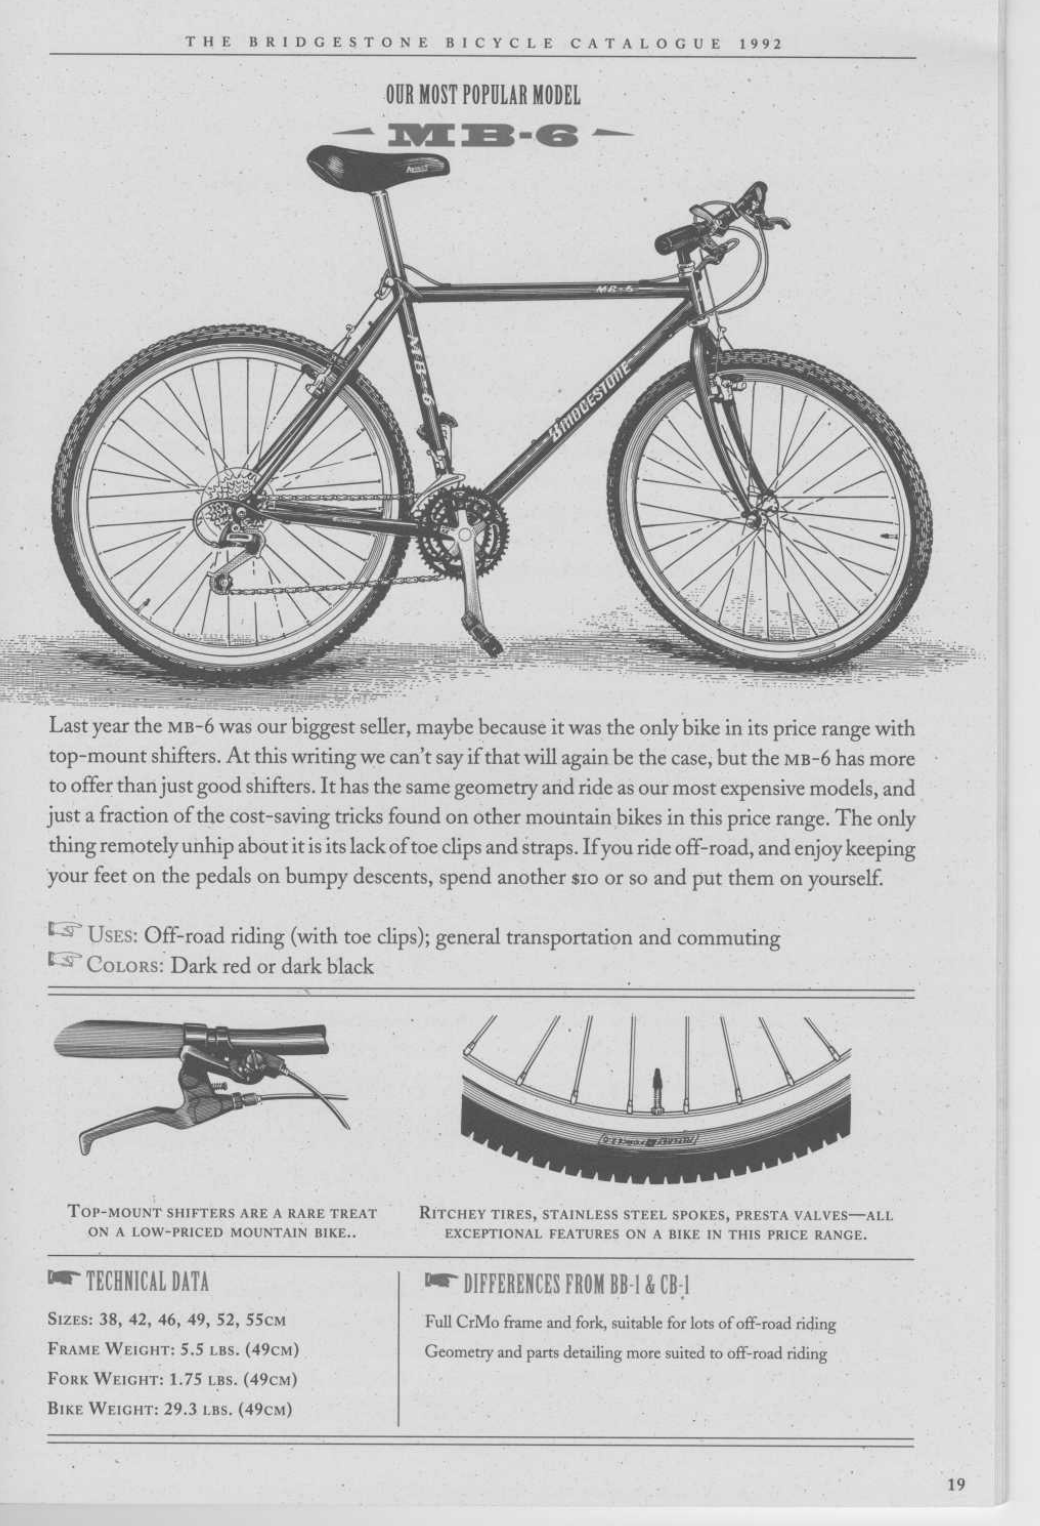 THE BRIDGESTONE BICYCLE CATALOGUE 1992
OUR MOST POPULAR MODEL
MB-6
MB-6
MB-6
BRIDGESTONE
Last year the MB-6 was our biggest seller, maybe because it was the only bike in its price range with
top-mount shifters. At this writing we can't say if that will again be the case, but the MB-6 has more
to offer than just good shifters. It has the same geometry and ride as our most expensive models, and
just a fraction of the cost-saving tricks found on other mountain bikes in this price range. The only
thing remotely unhip about it is its lack of toe clips and straps. If you ride off-road, and enjoy keeping
your feet on the pedals on bumpy descents, spend another $10 or so and put them on yourself.
USES: Off-road riding (with toe clips); general transportation and commuting
COLORS: Dark red or dark black
TOP-MOUNT SHIFTERS ARE A RARE TREAT
ON A LOW-PRICED MOUNTAIN BIKE..
RITCHEY TIRES, STAINLESS STEEL SPOKES, PRESTA VALVES—ALL
EXCEPTIONAL FEATURES ON A BIKE IN THIS PRICE RANGE.
TECHNICAL DATA
SIZES: 38, 42, 46, 49, 52, 55CM
FRAME WEIGHT: 5.5 LBS. (49CM)
FORK WEIGHT: 1.75 LBS. (49CM)
BIKE WEIGHT: 29.3 LBS. (49CM)
DIFFERENCES FROM BB-1 & CB-1
Full CrMo frame and fork, suitable for lots of off-road riding
Geometry and parts detailing more suited to off-road riding
19